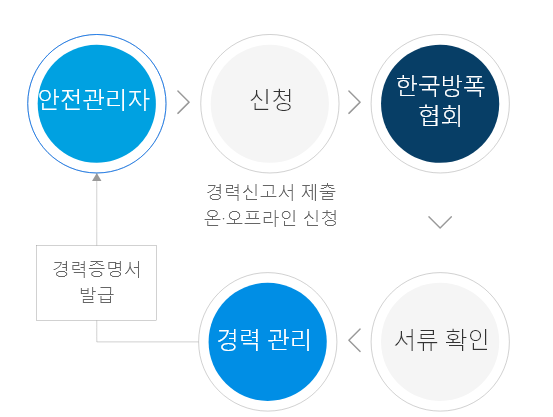 안전관리자
신청
한국방폭
협회
경력신고서 제출
온·오프라인 신청
경력증명서
발급
경력 관리
서류 확인